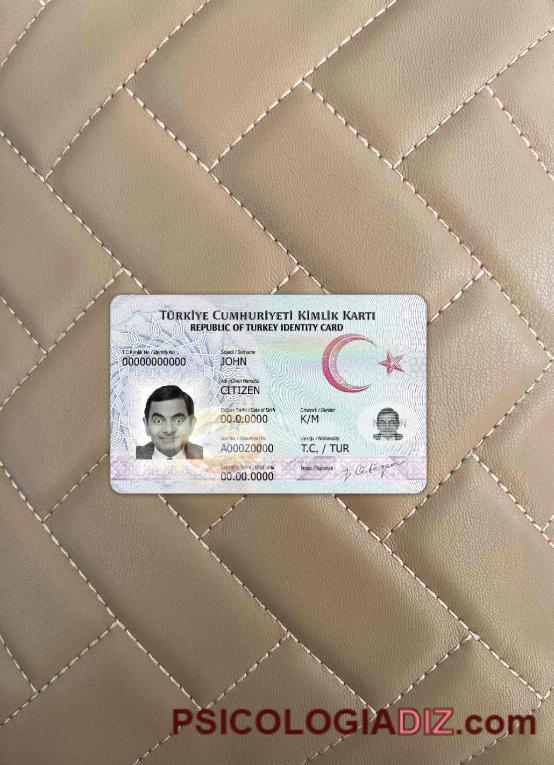 TÜRKİYE CUMHURİYETİ KİMLİK KARTI
REPUBLIC OF TURKEY IDENTITY CARD
T.C. Kimlik No / Identity No
00000000000
Soyadı / Surname
JOHN
Adı / Given Name(s)
CITIZEN
Doğum Tarihi / Date of Birth
00.0.0000
Cinsiyeti / Gender
K/M
Seri No / Document No
A000Z0000
Uyruğu / Nationality
T.C. / TUR
Son Geçerlilik / Valid Until
00.00.0000
İmzası / Signature
PSICOLOGIADIZ.com